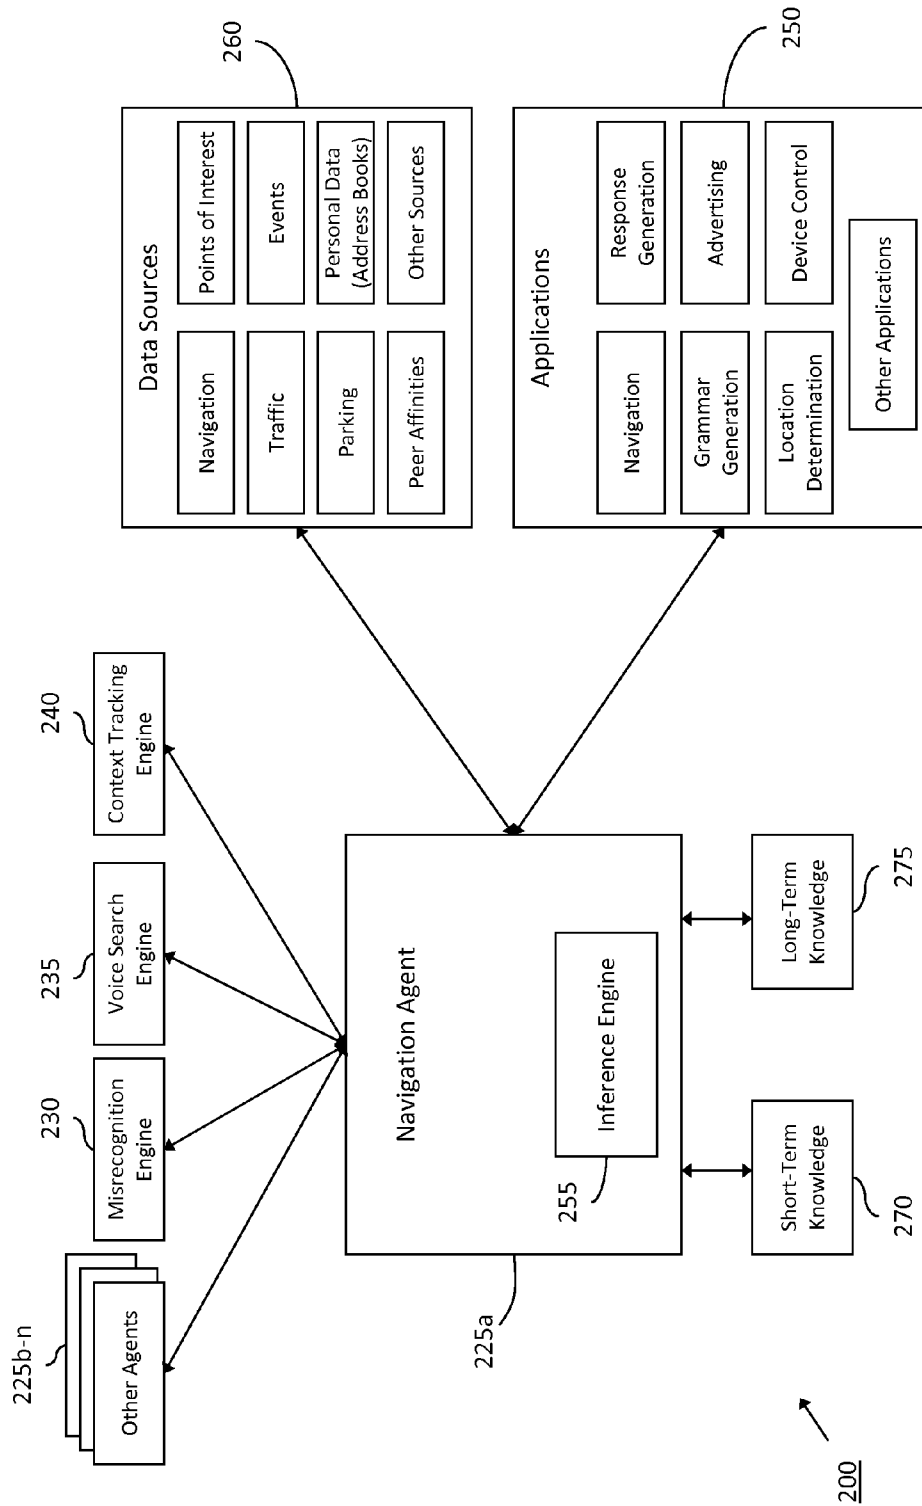 225b-n
Other Agents
230
Misrecognition
Engine
235
Voice Search
Engine
240
Context Tracking
Engine
Navigation Agent
Inference Engine
255
225a
Short-Term
Knowledge
270
Long-Term
Knowledge
275
Data Sources
260
Navigation
Points of Interest
Traffic
Events
Parking
Personal Data
(Address Books)
Peer Affinities
Other Sources
Applications
250
Navigation
Response
Generation
Grammar
Generation
Advertising
Location
Determination
Device Control
Other Applications
200